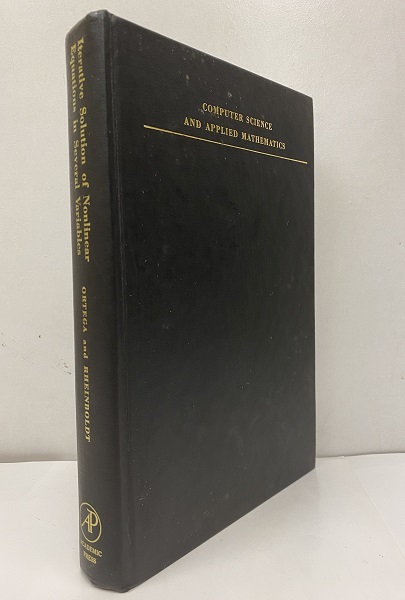 COMPUTER SCIENCE
AND APPLIED MATHEMATICS
Iterative Solution of Nonlinear
Equations in Several Variables
ORTEGA and RHEINBOLDT
AP
ACADEMIC
PRESS